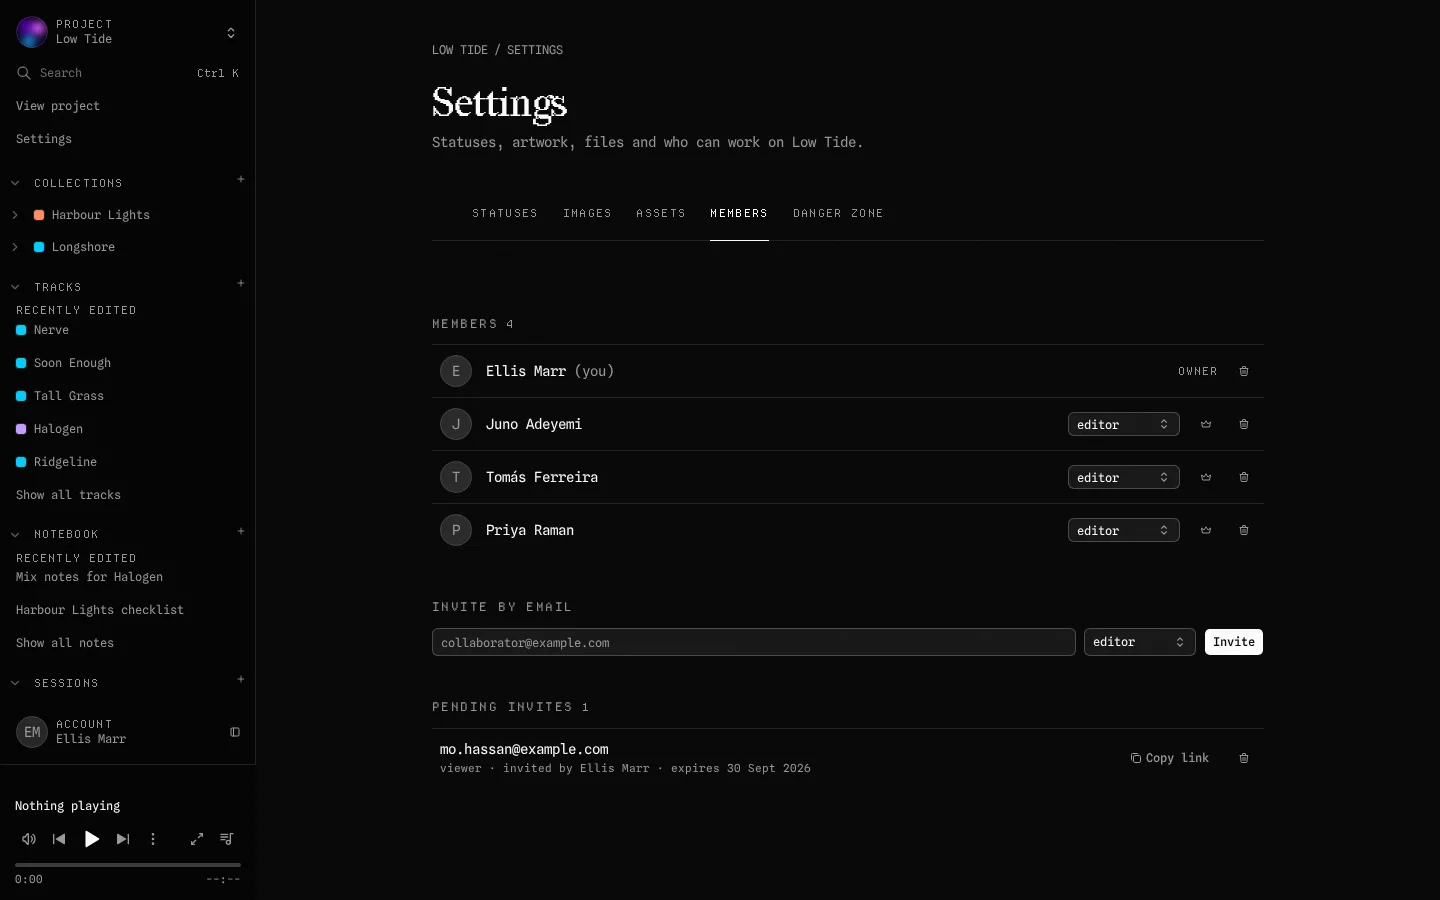 PROJECT
Low Tide
Search Ctrl K
View project
Settings
COLLECTIONS +
Harbour Lights
Longshore
TRACKS +
RECENTLY EDITED
Nerve
Soon Enough
Tall Grass
Halogen
Ridgeline
Show all tracks
NOTEBOOK +
RECENTLY EDITED
Mix notes for Halogen
Harbour Lights checklist
Show all notes
SESSIONS +
EM
ACCOUNT
Ellis Marr
Nothing playing
0:00 --:--
LOW TIDE / SETTINGS
Settings
Statuses, artwork, files and who can work on Low Tide.
STATUSES IMAGES ASSETS MEMBERS DANGER ZONE
MEMBERS 4
E Ellis Marr (you) OWNER
J Juno Adeyemi editor
T Tomás Ferreira editor
P Priya Raman editor
INVITE BY EMAIL
collaborator@example.com editor Invite
PENDING INVITES 1
mo.hassan@example.com
viewer · invited by Ellis Marr · expires 30 Sept 2026
Copy link